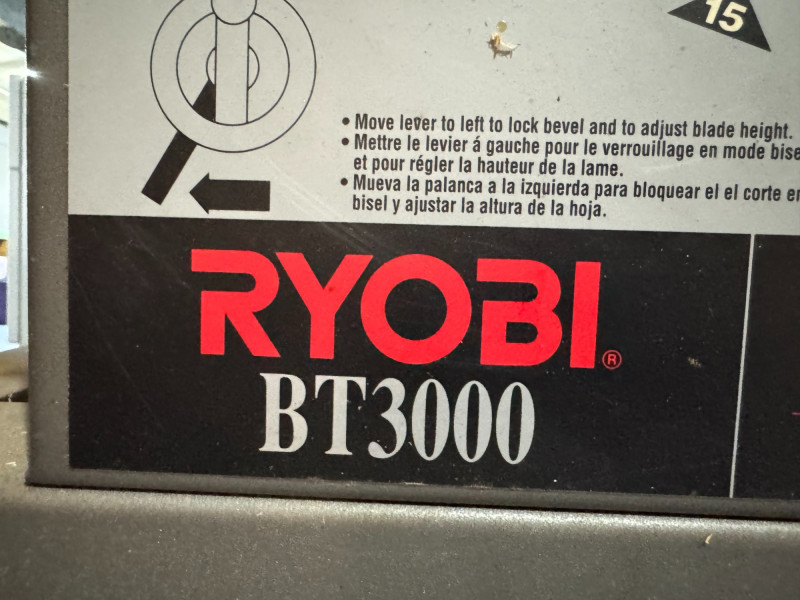 15
• Move lever to left to lock bevel and to adjust blade height.
• Mettre le levier á gauche pour le verrouillage en mode bise
et pour régler la hauteur de la lame.
• Mueva la palanca a la izquierda para bloquear el el corte en
bisel y ajustar la altura de la hoja.
RYOBI®
BT3000